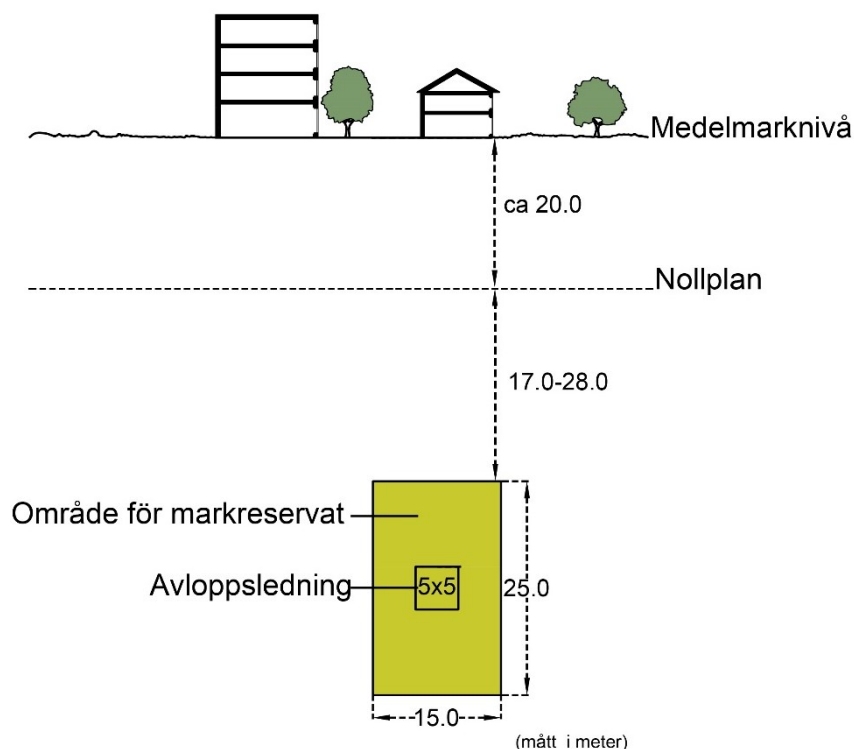 Medelmarknivå
ca 20.0
Nollplan
17.0-28.0
Område för markreservat
Avloppsledning
5x5
25.0
15.0
(mått i meter)